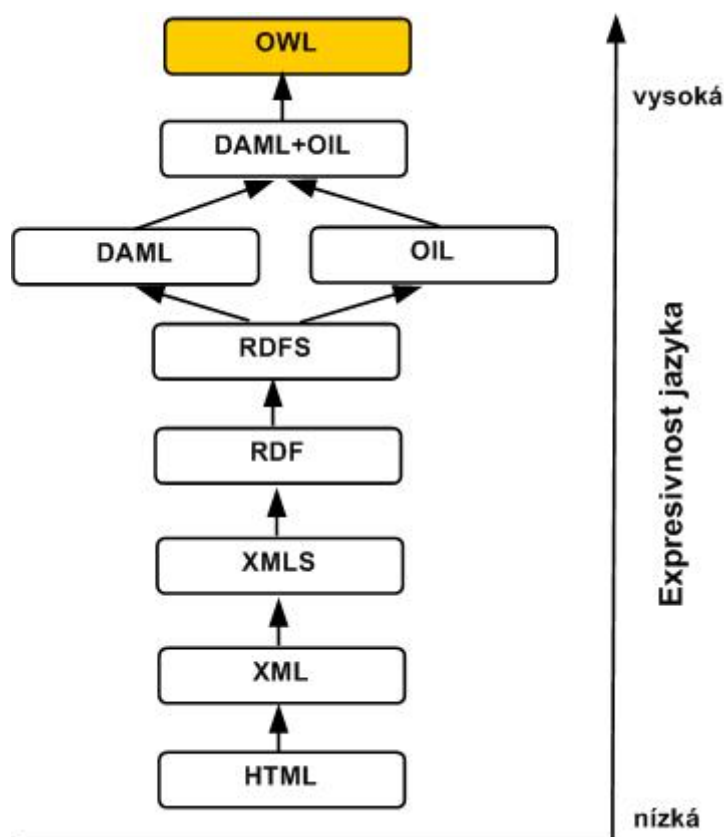 OWL
vysoká
DAML+OIL
DAML
OIL
RDFS
Expresivnost jazyka
RDF
XMLS
XML
HTML
nízká